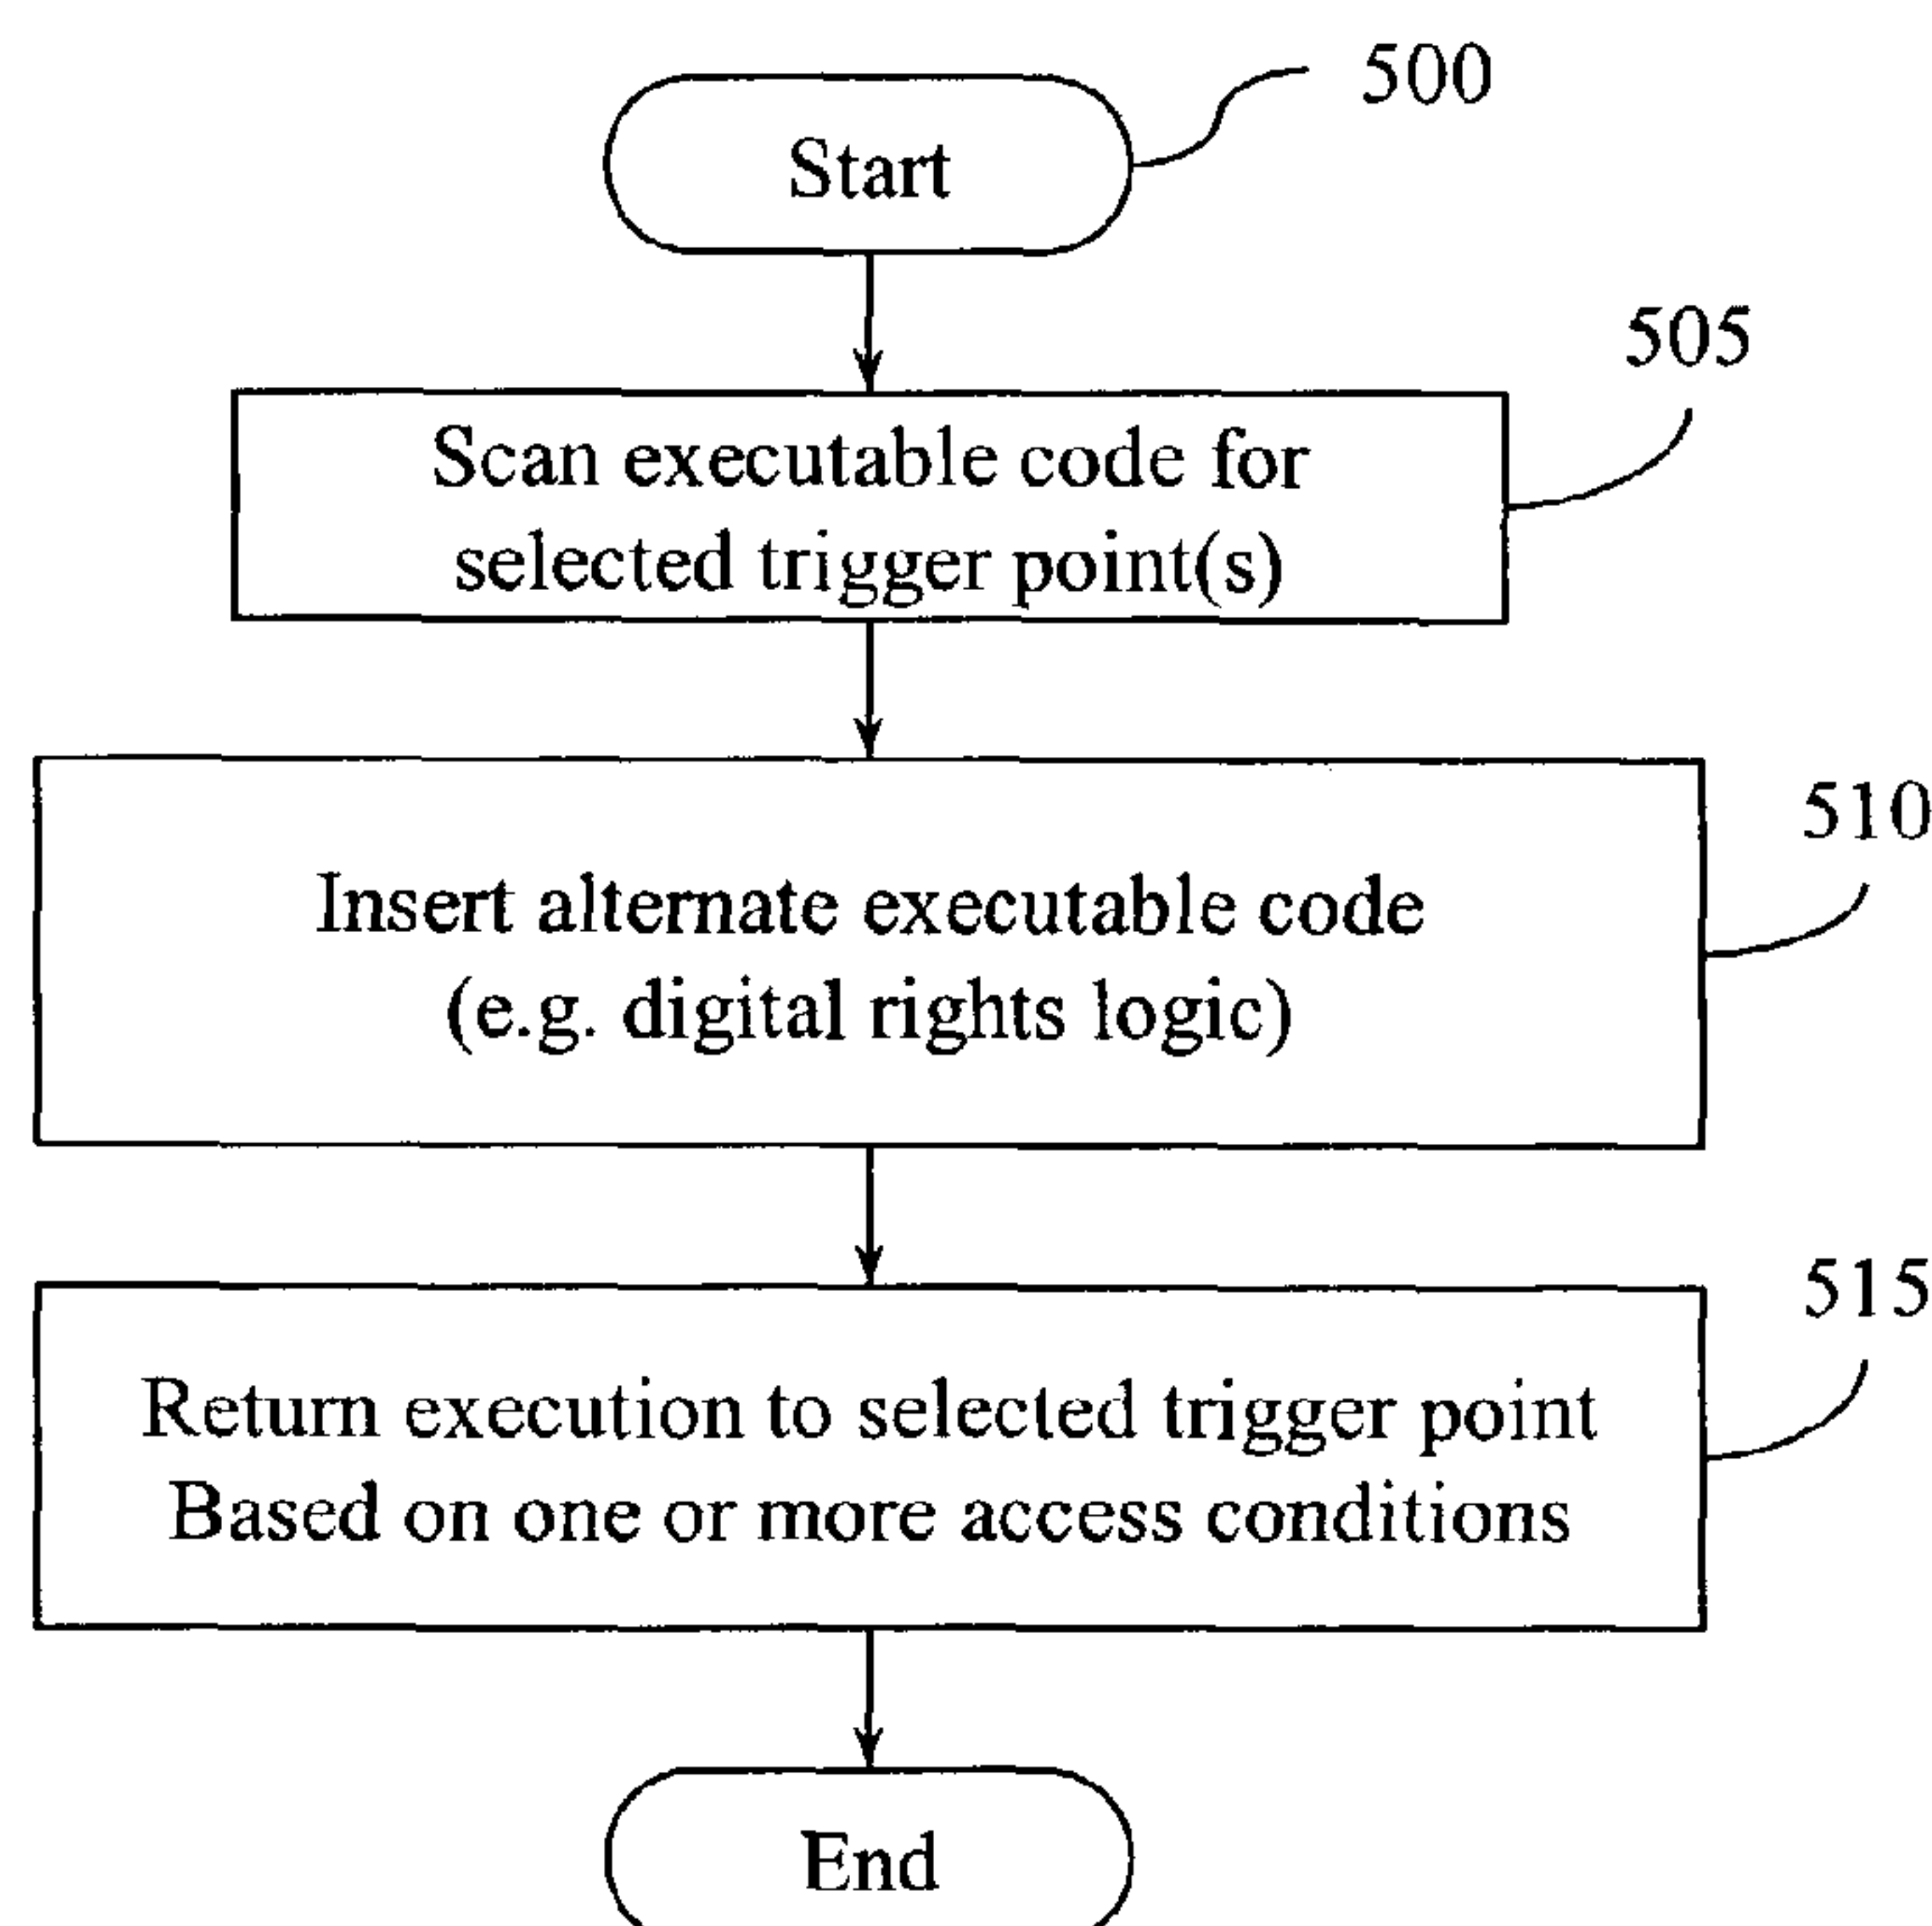 500
Start
505
Scan executable code for
selected trigger point(s)
510
Insert alternate executable code
(e.g. digital rights logic)
515
Return execution to selected trigger point
Based on one or more access conditions
End